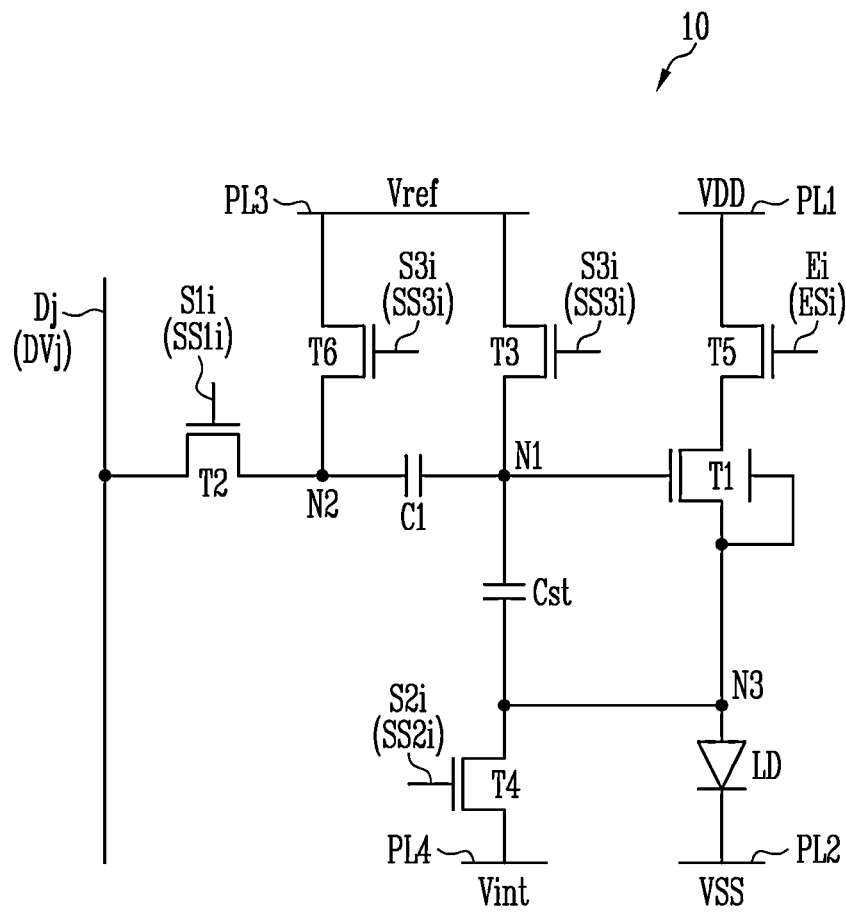 10
PL3
Vref
VDD
PL1
Dj
(DVj)
S1i
(SS1i)
S3i
(SS3i)
S3i
(SS3i)
Ei
(ESi)
T6
T3
T5
T2
N2
C1
N1
T1
Cst
N3
S2i
(SS2i)
T4
LD
PL4
Vint
PL2
VSS